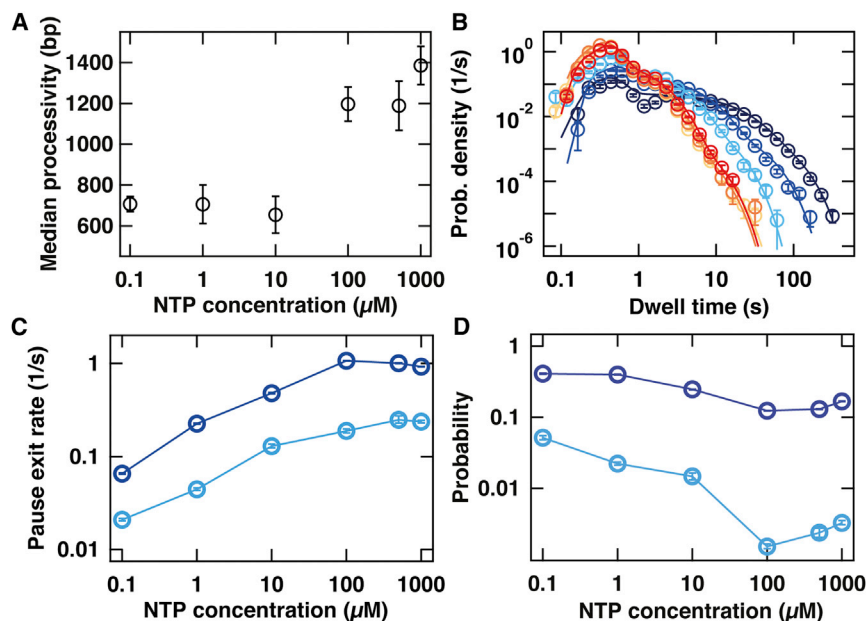 A
Median processivity (bp)
1400
1200
1000
800
600
0.1 1 10 100 1000
NTP concentration (µM)
B
Prob. density (1/s)
10^0
10^-2
10^-4
10^-6
0.1 1 10 100
Dwell time (s)
C
Pause exit rate (1/s)
1
0.1
0.01
0.1 1 10 100 1000
NTP concentration (µM)
D
Probability
1
0.1
0.01
0.1 1 10 100 1000
NTP concentration (µM)